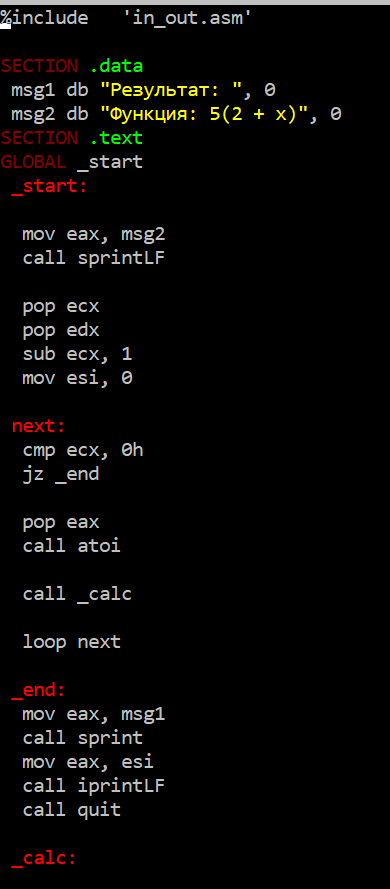 %include   'in_out.asm'
SECTION .data
msg1 db "Результат: ", 0
msg2 db "Функция: 5(2 + x)", 0
SECTION .text
GLOBAL _start
_start:
mov eax, msg2
call sprintLF
pop ecx
pop edx
sub ecx, 1
mov esi, 0
next:
cmp ecx, 0h
jz _end
pop eax
call atoi
call _calc
loop next
_end:
mov eax, msg1
call sprint
mov eax, esi
call iprintLF
call quit
_calc: